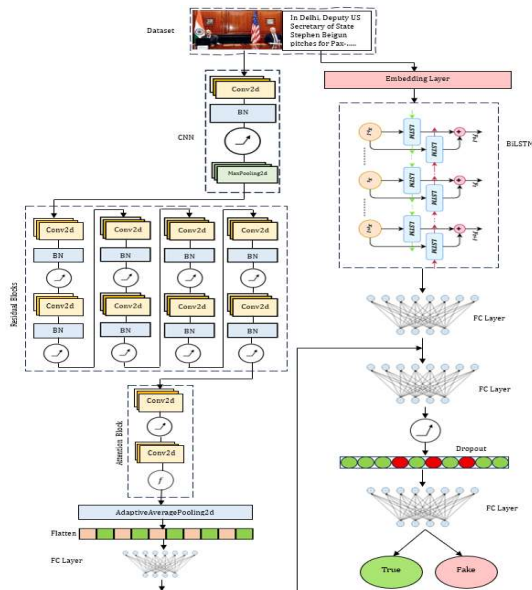 Dataset
In Delhi, Deputy US
Secretary of State
Stephen Beigun
pitches for Pax-....
Conv2d
BN
CNN
MaxPooling2d
Embedding Layer
BiLSTM
LSTM
LSTM
LSTM
LSTM
LSTM
LSTM
Residual Blocks
Conv2d
Conv2d
Conv2d
Conv2d
BN
BN
BN
BN
Conv2d
Conv2d
Conv2d
Conv2d
BN
BN
BN
BN
FC Layer
FC Layer
Attention Block
Conv2d
Conv2d
f
AdaptiveAveragePooling2d
Flatten
FC Layer
Dropout
FC Layer
True
Fake